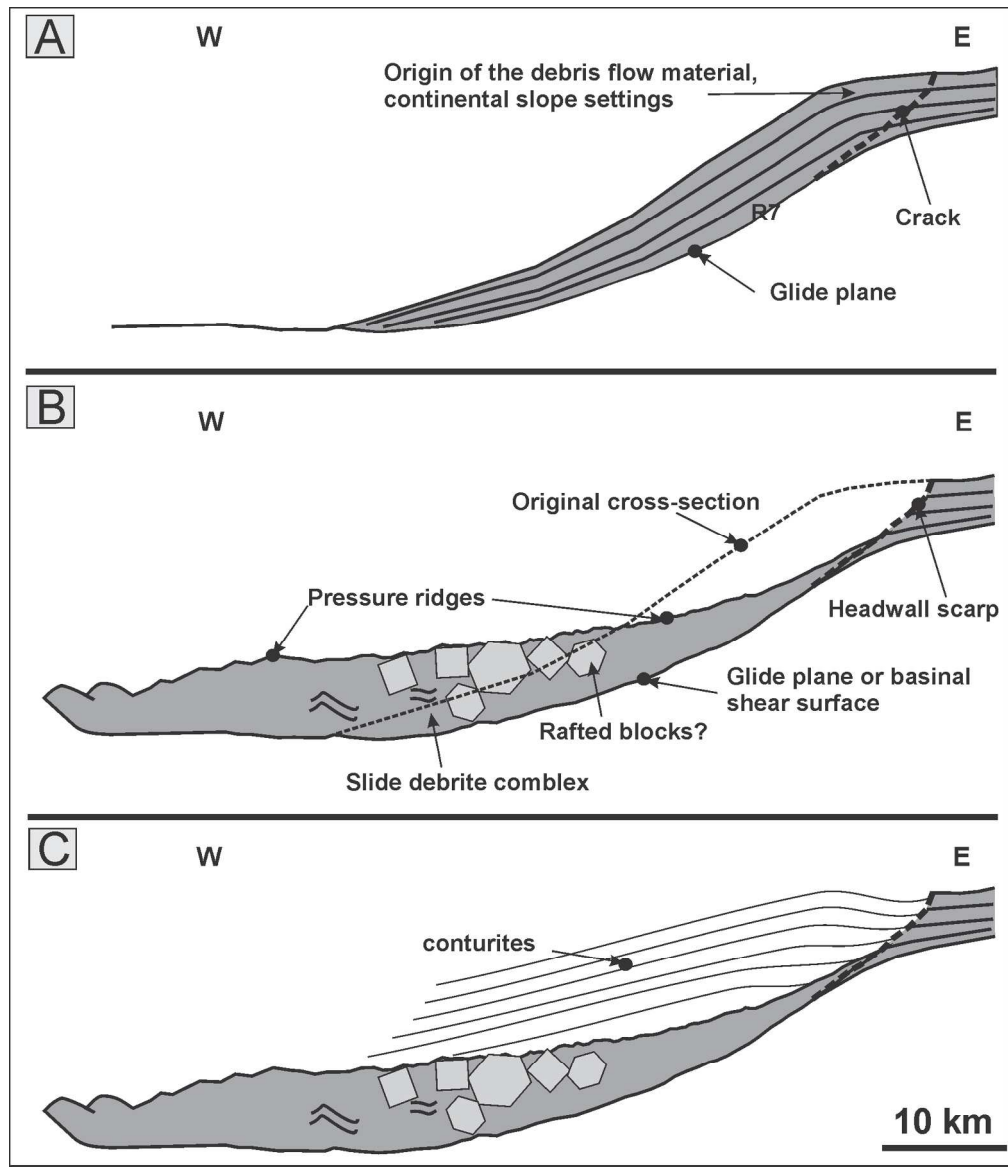 A
W
E
Origin of the debris flow material,
continental slope settings
R7
Crack
Glide plane
B
W
E
Original cross-section
Pressure ridges
Headwall scarp
Glide plane or basinal
shear surface
Rafted blocks?
Slide debrite comblex
C
W
E
conturites
10 km